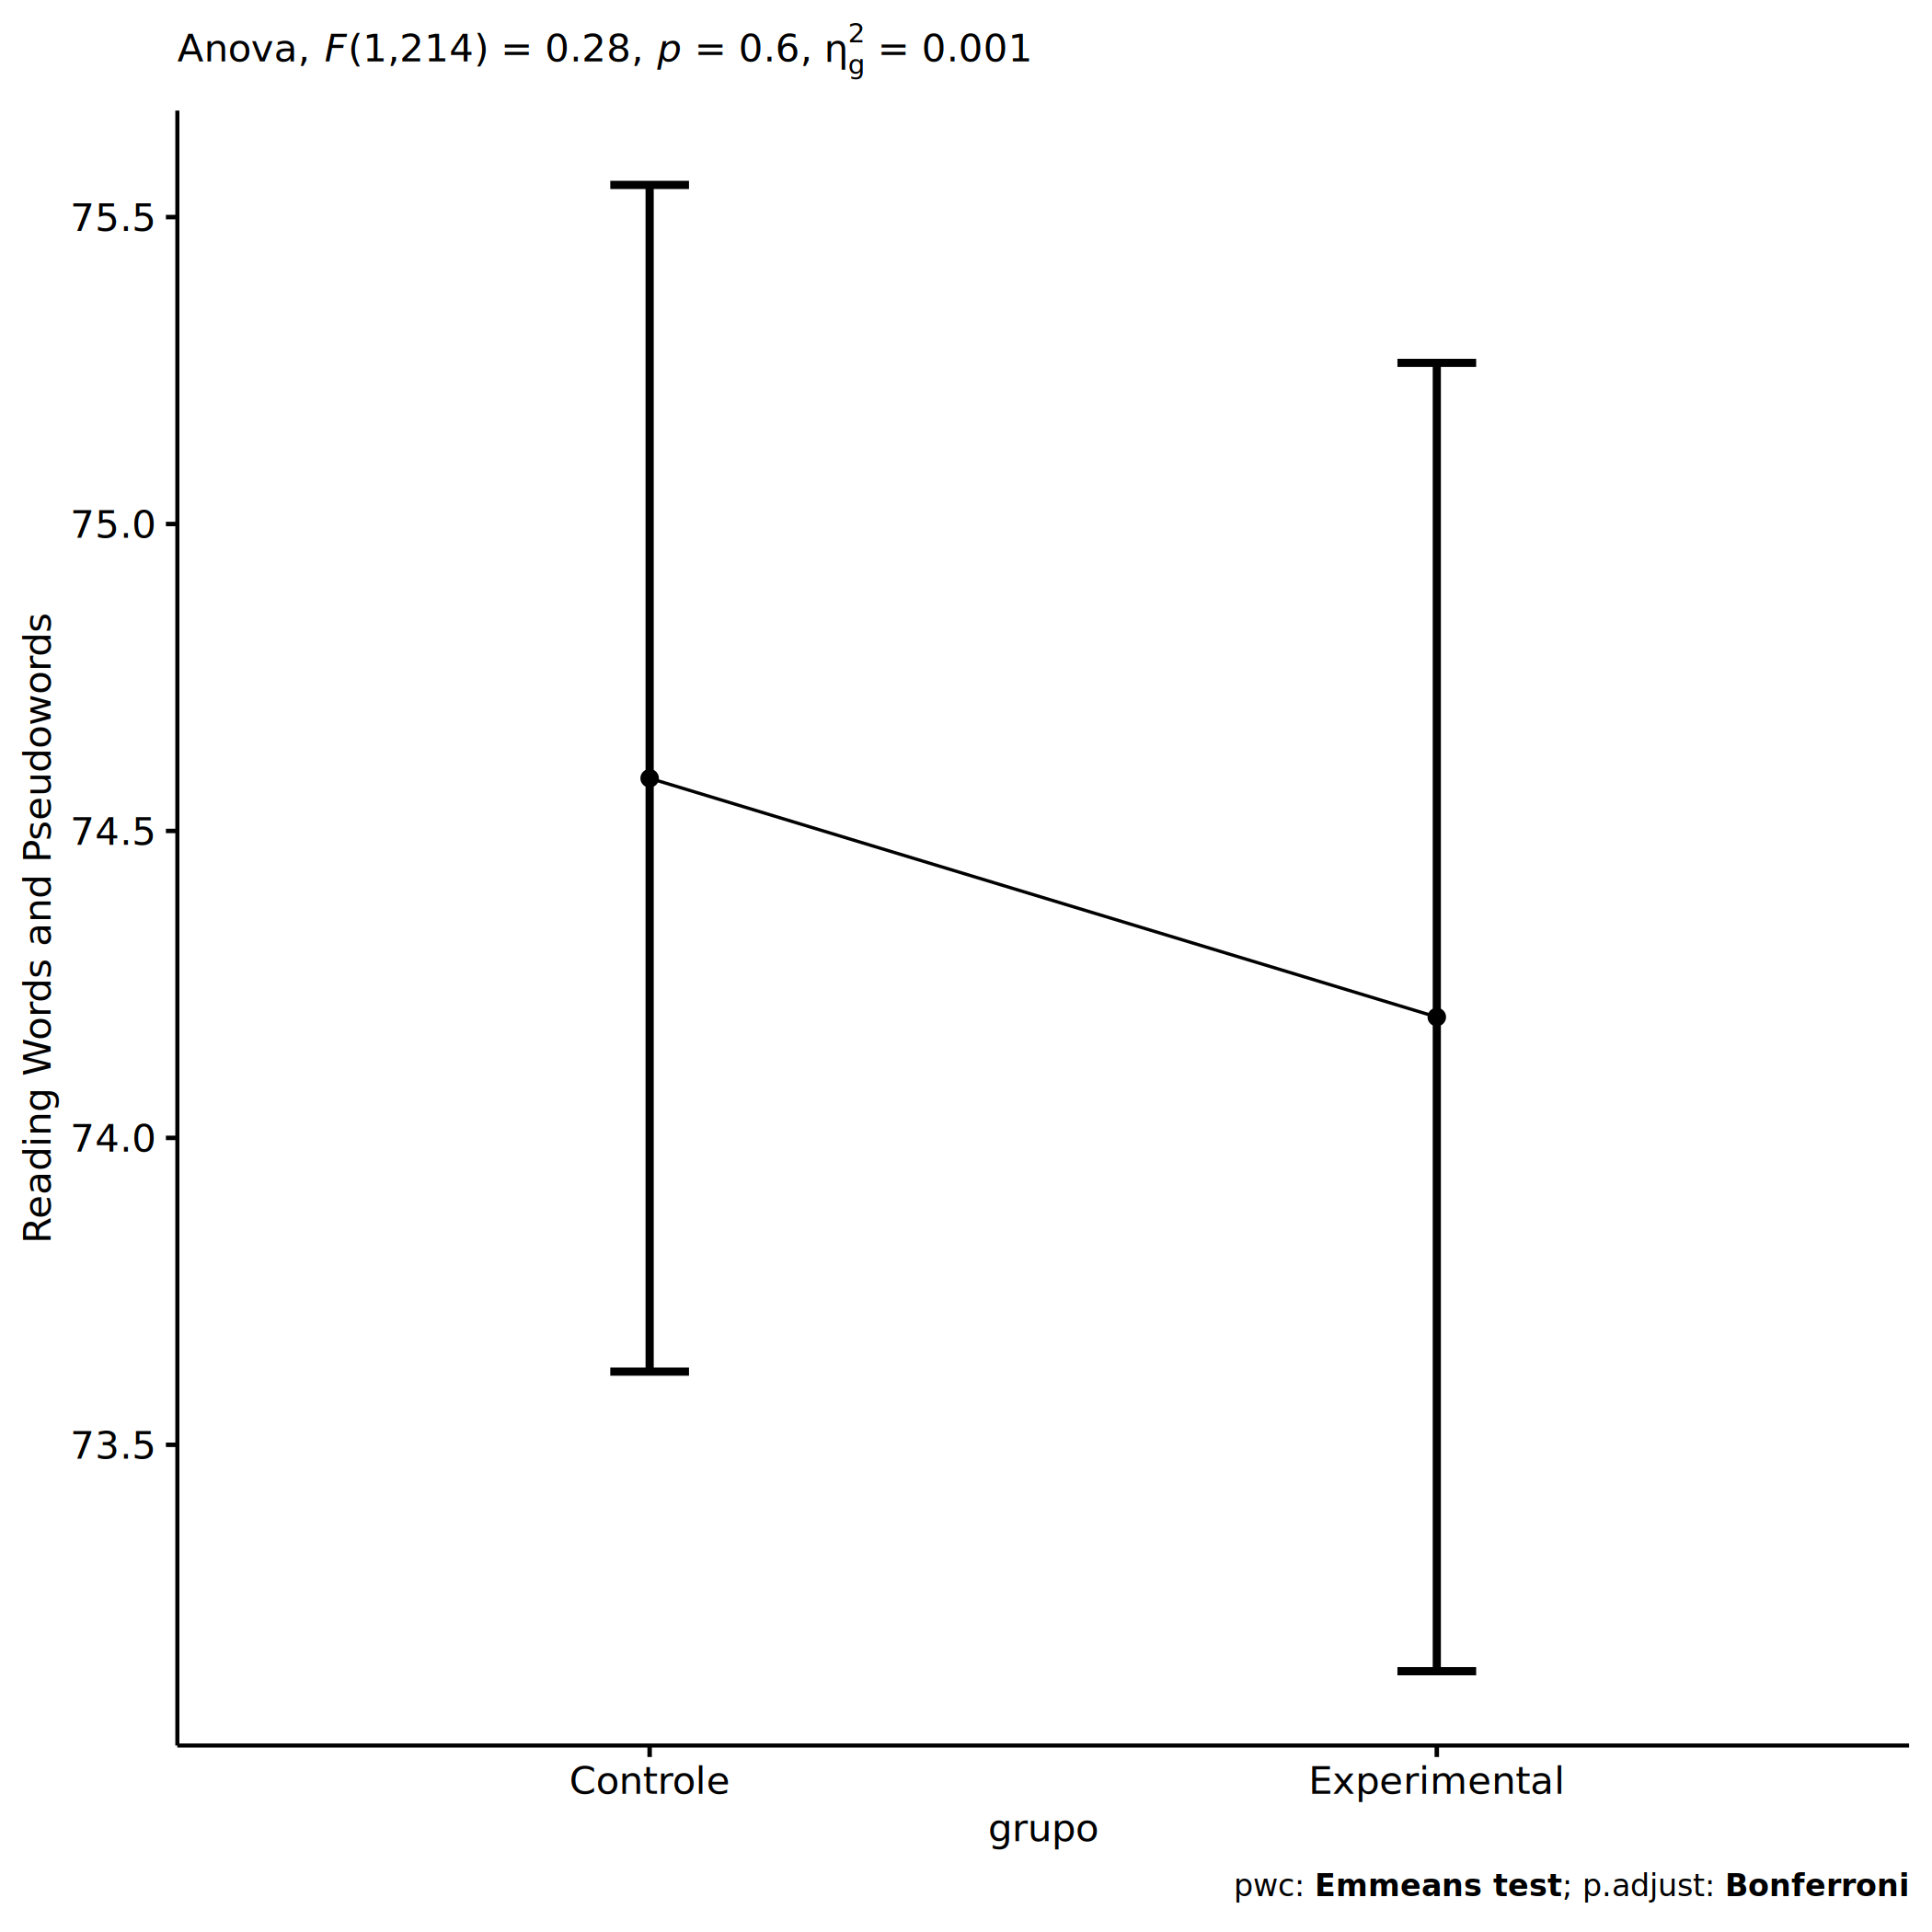 Anova, F(1,214) = 0.28, p = 0.6, η²g = 0.001
Reading Words and Pseudowords
75.5
75.0
74.5
74.0
73.5
Controle Experimental
grupo
pwc: Emmeans test; p.adjust: Bonferroni